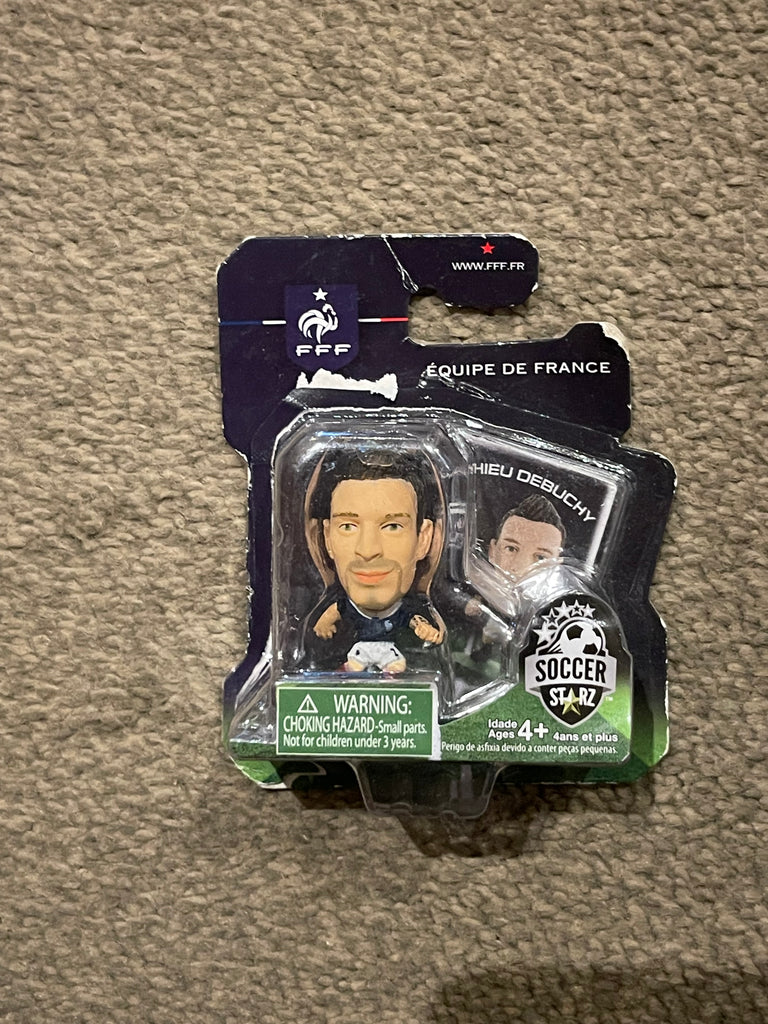 WWW.FFF.FR
FFF
ÉQUIPE DE FRANCE
HIEU DEBUCHY
SOCCER
STARZ
TM
WARNING:
CHOKING HAZARD-Small parts.
Not for children under 3 years.
Idade
Ages 4+ 4ans et plus
Perigo de asfixia devido a conter peças pequenas.